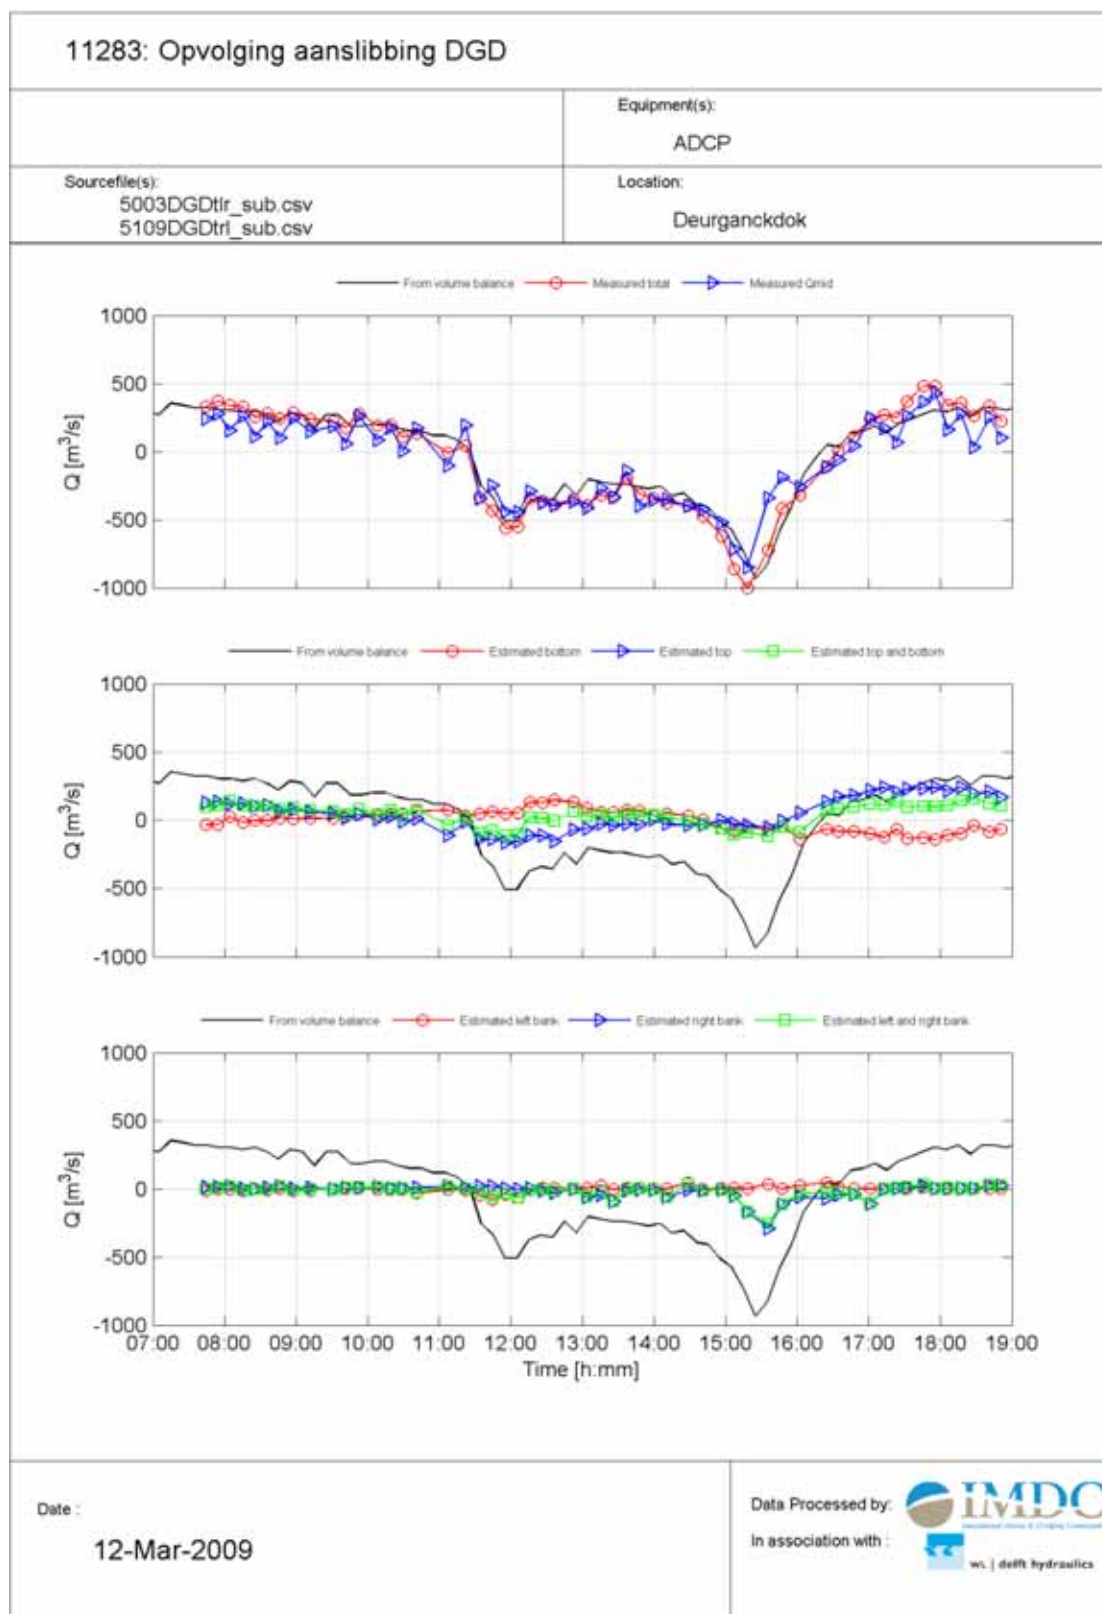 11283: Opvolging aanslibbing DGD
Equipment(s):
ADCP
Sourcefile(s):
5003DGDtlr_sub.csv
5109DGDtrl_sub.csv
Location:
Deurganckdok
From volume balance Measured total Measured Qmid
1000
500
0
-500
-1000
Q [m³/s]
From volume balance Estimated bottom Estimated top Estimated top and bottom
1000
500
0
-500
-1000
Q [m³/s]
From volume balance Estimated left bank Estimated right bank Estimated left and right bank
1000
500
0
-500
-1000
Q [m³/s]
07:00 08:00 09:00 10:00 11:00 12:00 13:00 14:00 15:00 16:00 17:00 18:00 19:00
Time [h:mm]
Date :
12-Mar-2009
Data Processed by:
IMDC
In association with :
wL | delft hydraulics